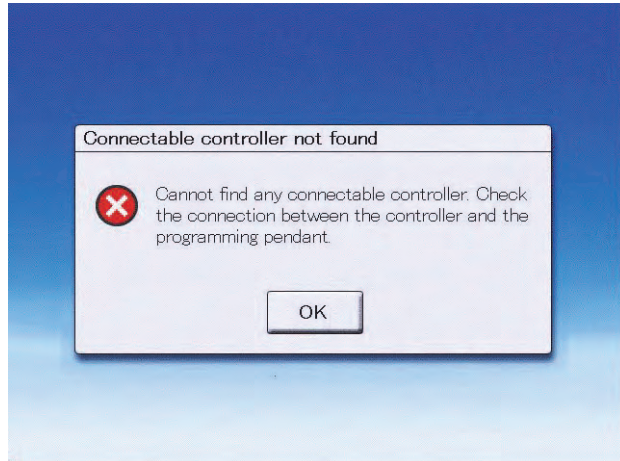 Connectable controller not found
Cannot find any connectable controller. Check
the connection between the controller and the
programming pendant.
OK